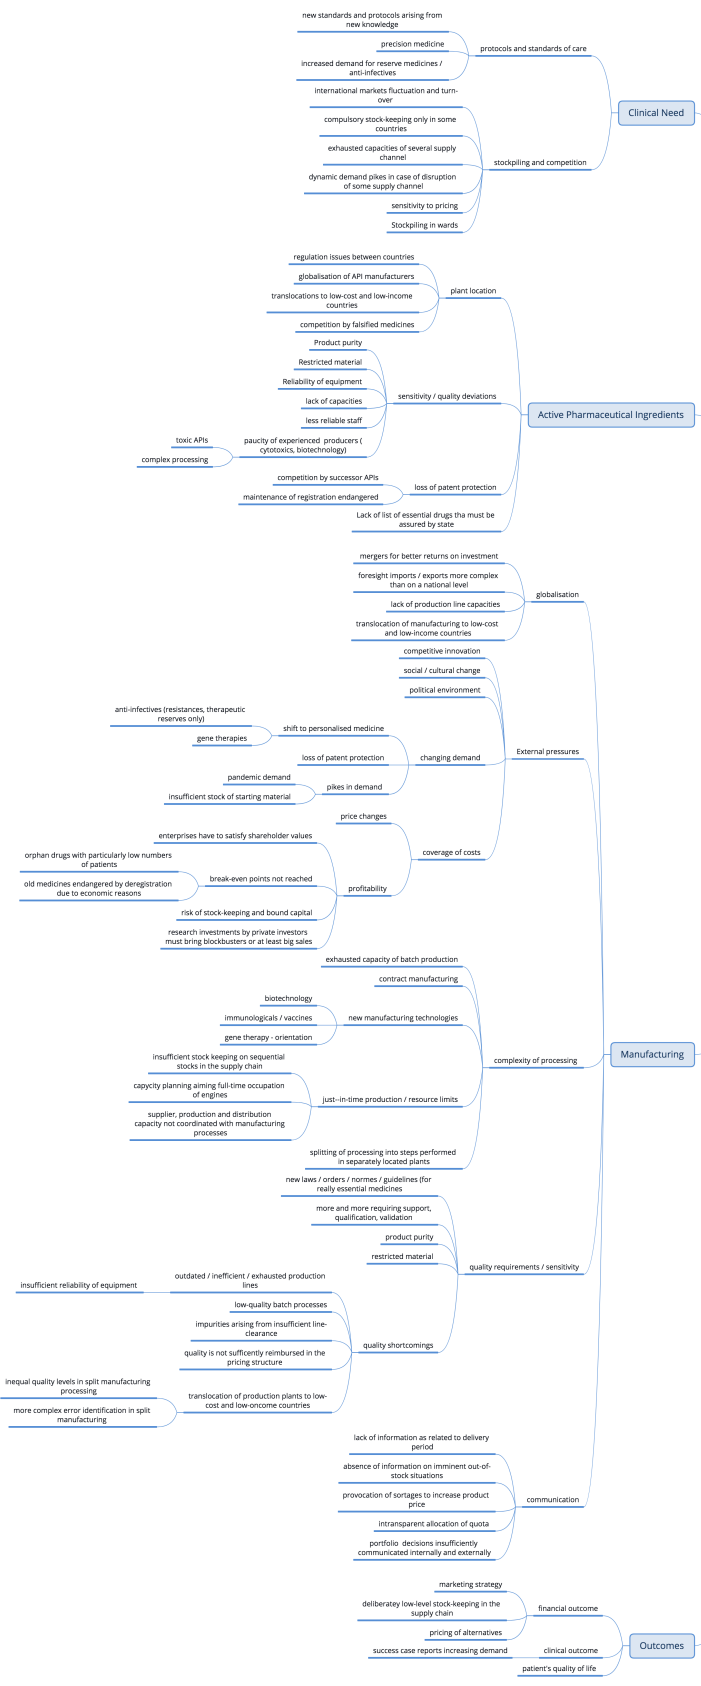 new standards and protocols arising from
new knowledge
precision medicine
increased demand for reserve medicines /
anti-infectives
protocols and standards of care
international markets fluctuation and turn-
over
compulsory stock-keeping only in some
countries
exhausted capacities of several supply
channel
dynamic demand pikes in case of disruption
of some supply channel
sensitivity to pricing
Stockpiling in wards
stockpiling and competition
Clinical Need
regulation issues between countries
globalisation of API manufacturers
translocations to low-cost and low-income
countries
competition by falsified medicines
plant location
Product purity
Restricted material
Reliability of equipment
lack of capacities
less reliable staff
toxic APIs
complex processing
paucity of experienced producers (
cytotoxics, biotechnology)
sensitivity / quality deviations
competition by successor APIs
maintenance of registration endangered
loss of patent protection
Lack of list of essential drugs tha must be
assured by state
Active Pharmaceutical Ingredients
mergers for better returns on investment
foresight imports / exports more complex
than on a national level
lack of production line capacities
translocation of manufacturing to low-cost
and low-income countries
globalisation
competitive innovation
social / cultural change
political environment
anti-infectives (resistances, therapeutic
reserves only)
gene therapies
shift to personalised medicine
loss of patent protection
pandemic demand
insufficient stock of starting material
pikes in demand
changing demand
External pressures
price changes
enterprises have to satisfy shareholder values
orphan drugs with particularly low numbers
of patients
old medicines endangered by deregistration
due to economic reasons
break-even points not reached
risk of stock-keeping and bound capital
research investments by private investors
must bring blockbusters or at least big sales
profitability
coverage of costs
exhausted capacity of batch production
contract manufacturing
biotechnology
immunologicals / vaccines
gene therapy - orientation
new manufacturing technologies
insufficient stock keeping on sequential
stocks in the supply chain
capycity planning aiming full-time occupation
of engines
supplier, production and distribution
capacity not coordinated with manufacturing
processes
just--in-time production / resource limits
splitting of processing into steps performed
in separately located plants
complexity of processing
Manufacturing
new laws / orders / normes / guidelines (for
really essential medicines
more and more requiring support,
qualification, validation
product purity
restricted material
quality requirements / sensitivity
insufficient reliability of equipment
outdated / inefficient / exhausted production
lines
low-quality batch processes
impurities arising from insufficient line-
clearance
quality is not sufficently reimbursed in the
pricing structure
quality shortcomings
inequal quality levels in split manufacturing
processing
more complex error identification in split
manufacturing
translocation of production plants to low-
cost and low-oncome countries
lack of information as related to delivery
period
absence of information on imminent out-of-
stock situations
provocation of sortages to increase product
price
intransparent allocation of quota
portfolio decisions insufficiently
communicated internally and externally
communication
marketing strategy
deliberatey low-level stock-keeping in the
supply chain
pricing of alternatives
financial outcome
success case reports increasing demand
clinical outcome
patient's quality of life
Outcomes